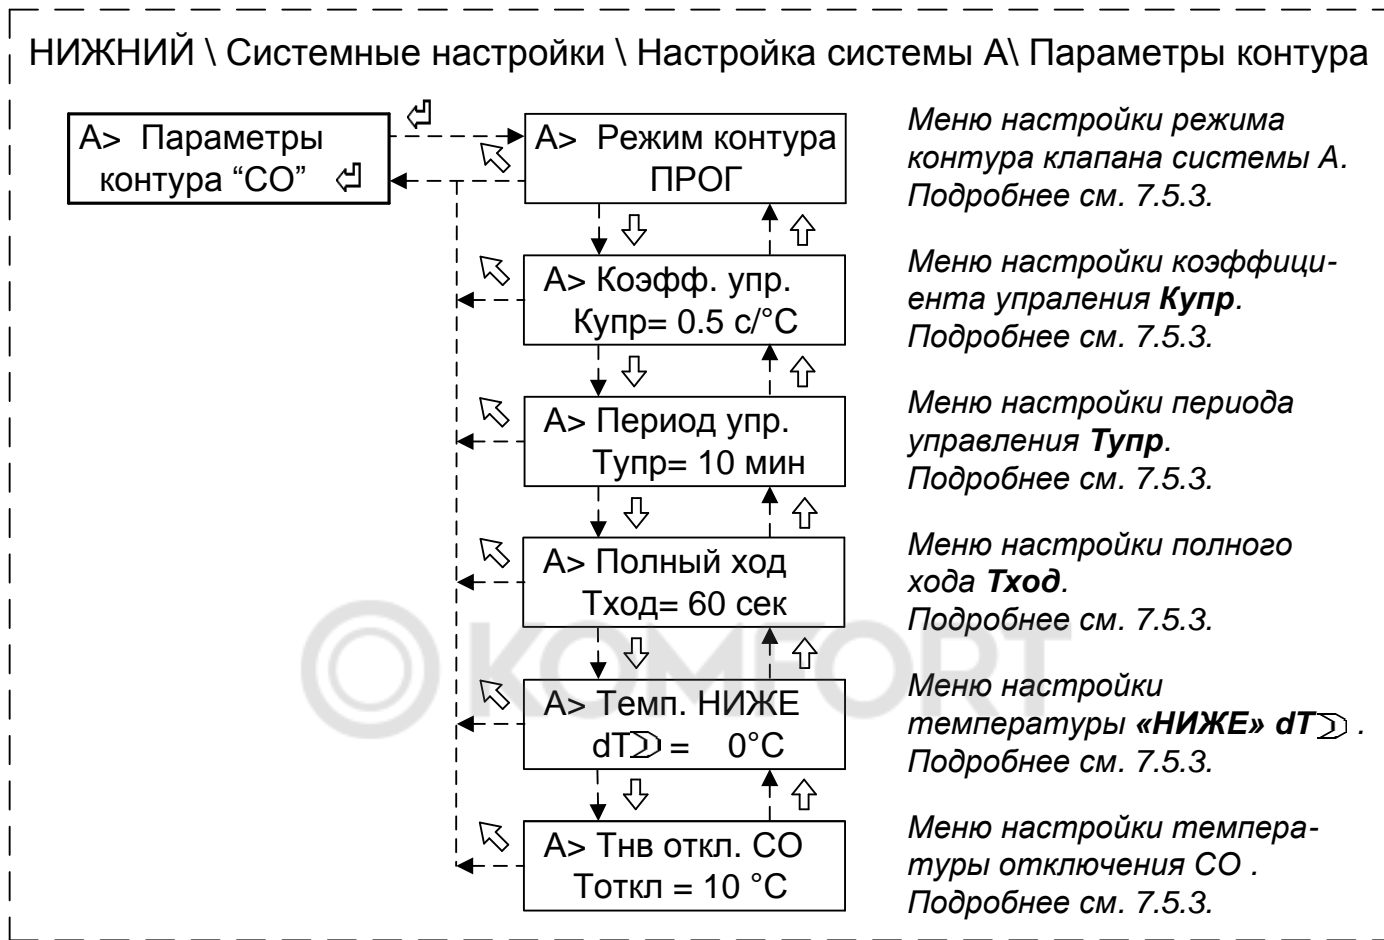 НИЖНИЙ \ Системные настройки \ Настройка системы А\ Параметры контура
А> Параметры
контура “СО”
А> Режим контура
ПРОГ
Меню настройки режима
контура клапана системы А.
Подробнее см. 7.5.3.
А> Коэфф. упр.
Купр= 0.5 с/°С
Меню настройки коэффици-
ента упраления Купр.
Подробнее см. 7.5.3.
А> Период упр.
Тупр= 10 мин
Меню настройки периода
управления Тупр.
Подробнее см. 7.5.3.
А> Полный ход
Тход= 60 сек
Меню настройки полного
хода Тход.
Подробнее см. 7.5.3.
А> Темп. НИЖЕ
dT = 0°С
Меню настройки
температуры «НИЖЕ» dT .
Подробнее см. 7.5.3.
А> Тнв откл. СО
Тоткл = 10 °С
Меню настройки темпера-
туры отключения СО .
Подробнее см. 7.5.3.
KOMFORT